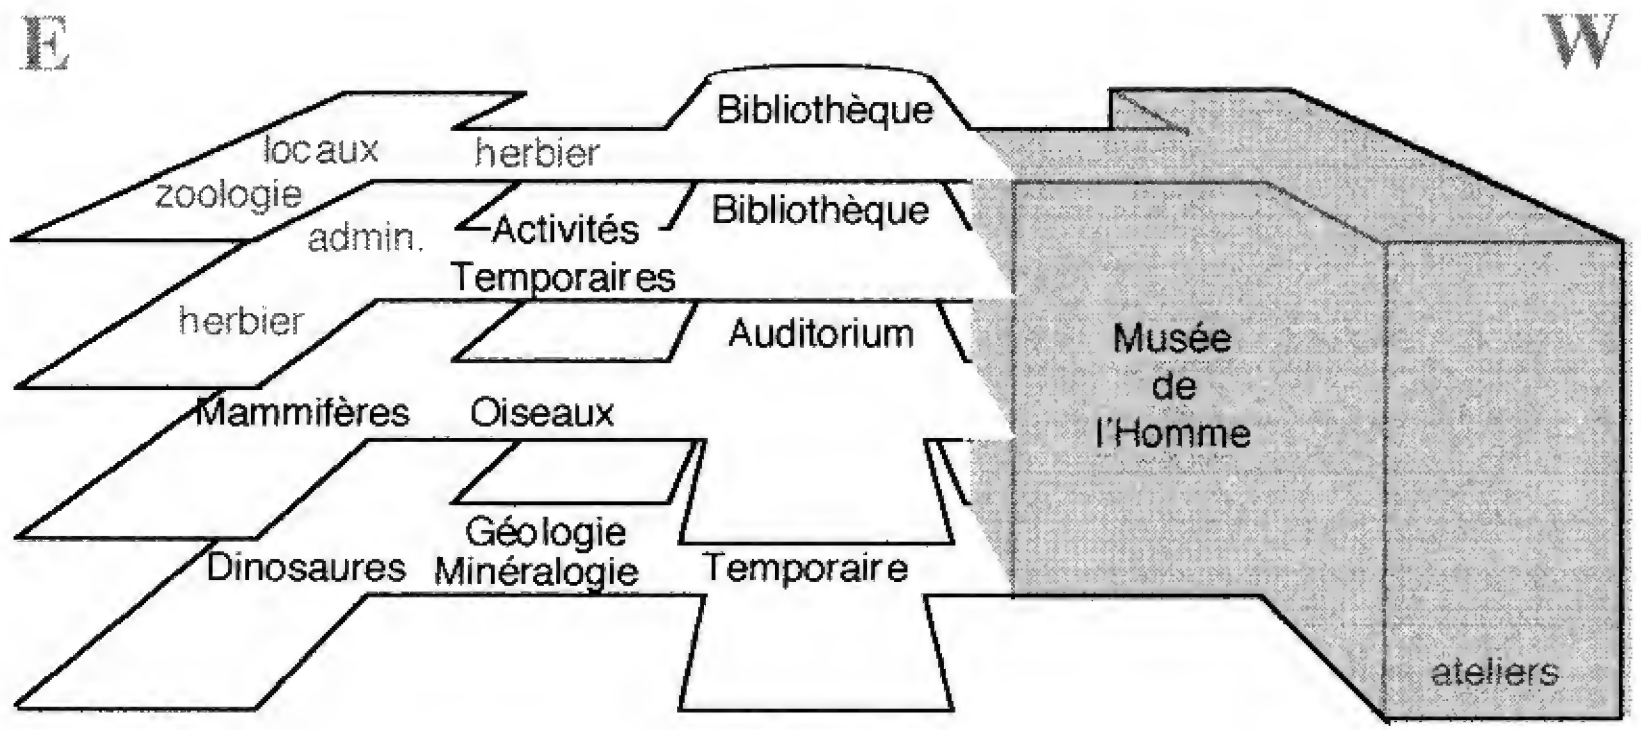 E
W
Bibliothèque
locaux
zoologie
herbier
admin.
Activités
Temporaires
Bibliothèque
herbier
Auditorium
Musée
de
l'Homme
Mammifères
Oiseaux
Géologie
Minéralogie
Dinosaures
Temporaire
ateliers